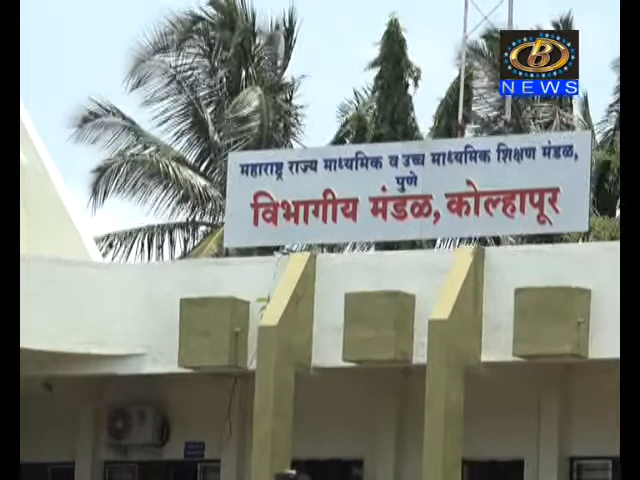 B
NEWS
महाराष्ट्र राज्य माध्यमिक व उच्च माध्यमिक शिक्षण मंडळ,
पुणे
विभागीय मंडळ, कोल्हापूर